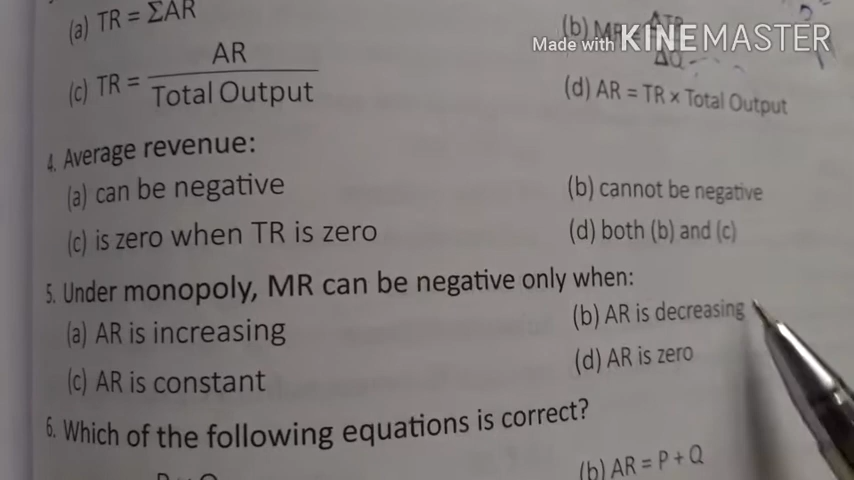 (a) TR = ΣAR
(b) MR = ΔTR
ΔQ
Made with KINEMASTER
(c) TR = AR
Total Output
(d) AR = TR × Total Output
4. Average revenue:
(a) can be negative
(b) cannot be negative
(c) is zero when TR is zero
(d) both (b) and (c)
5. Under monopoly, MR can be negative only when:
(a) AR is increasing
(b) AR is decreasing
(c) AR is constant
(d) AR is zero
6. Which of the following equations is correct?
(b) AR = P + Q